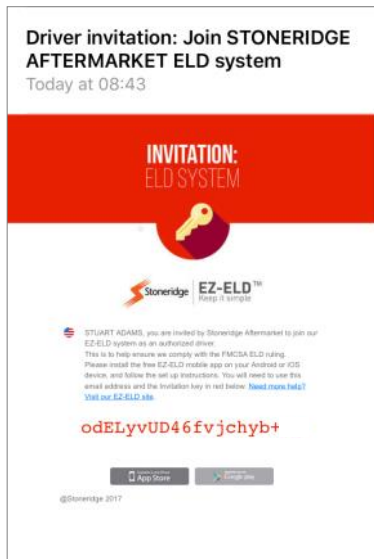 Driver invitation: Join STONERIDGE
AFTERMARKET ELD system
Today at 08:43
INVITATION:
ELD SYSTEM
Stoneridge
EZ-ELD™
Keep it simple
STUART ADAMS, you are invited by Stoneridge Aftermarket to join our
EZ-ELD system as an authorized driver.
This is to help ensure we comply with the FMCSA ELD ruling.
Please install the free EZ-ELD mobile app on your Android or iOS
device, and follow the set up instructions. You will need to use this
email address and the Invitation key in red below. Need more help?
Visit our EZ-ELD site.
odELyvUD46fvjchyb+
App Store
Google play
@Stoneridge 2017